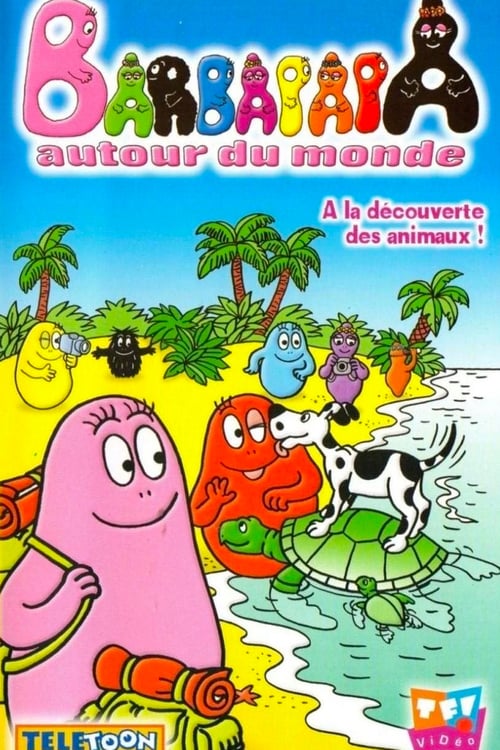 BARBAPAPA
autour du monde
A la découverte
des animaux !
TELETOON
TF1
ViDéo